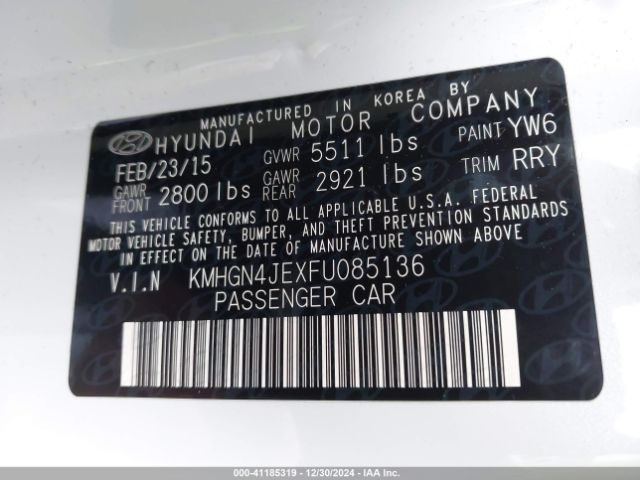 MANUFACTURED IN KOREA BY
HYUNDAI MOTOR COMPANY
FEB/23/15 GVWR 5511 lbs PAINT YW6
GAWR FRONT 2800 lbs GAWR REAR 2921 lbs TRIM RRY
THIS VEHICLE CONFORMS TO ALL APPLICABLE U.S.A. FEDERAL
MOTOR VEHICLE SAFETY, BUMPER, AND THEFT PREVENTION STANDARDS
IN EFFECT ON THE DATE OF MANUFACTURE SHOWN ABOVE
V.I.N KMHGN4JEXFU085136
PASSENGER CAR
000-41185319 - 12/30/2024 - IAA Inc.